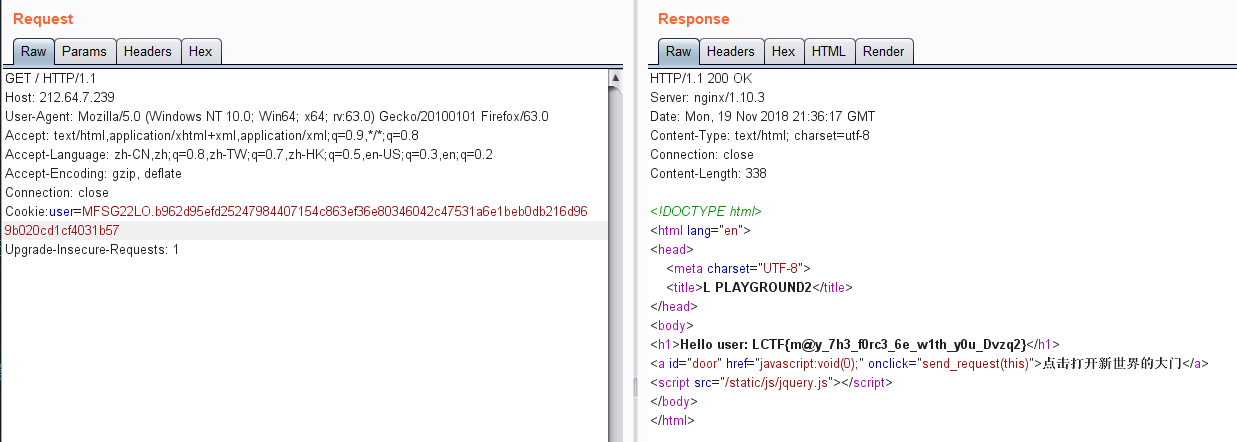 Request
Raw Params Headers Hex
GET / HTTP/1.1
Host: 212.64.7.239
User-Agent: Mozilla/5.0 (Windows NT 10.0; Win64; x64; rv:63.0) Gecko/20100101 Firefox/63.0
Accept: text/html,application/xhtml+xml,application/xml;q=0.9,*/*;q=0.8
Accept-Language: zh-CN,zh;q=0.8,zh-TW;q=0.7,zh-HK;q=0.5,en-US;q=0.3,en;q=0.2
Accept-Encoding: gzip, deflate
Connection: close
Cookie:user=MFSG22LO.b962d95efd25247984407154c863ef36e80346042c47531a6e1beb0db216d96
9b020cd1cf4031b57
Upgrade-Insecure-Requests: 1
Response
Raw Headers Hex HTML Render
HTTP/1.1 200 OK
Server: nginx/1.10.3
Date: Mon, 19 Nov 2018 21:36:17 GMT
Content-Type: text/html; charset=utf-8
Connection: close
Content-Length: 338
<!DOCTYPE html>
<html lang="en">
<head>
<meta charset="UTF-8">
<title>L PLAYGROUND2</title>
</head>
<body>
<h1>Hello user: LCTF{m@y_7h3_f0rc3_6e_w1th_y0u_Dvzq2}</h1>
<a id="door" href="javascript:void(0);" onclick="send_request(this)">点击打开新世界的大门</a>
<script src="/static/js/jquery.js"></script>
</body>
</html>